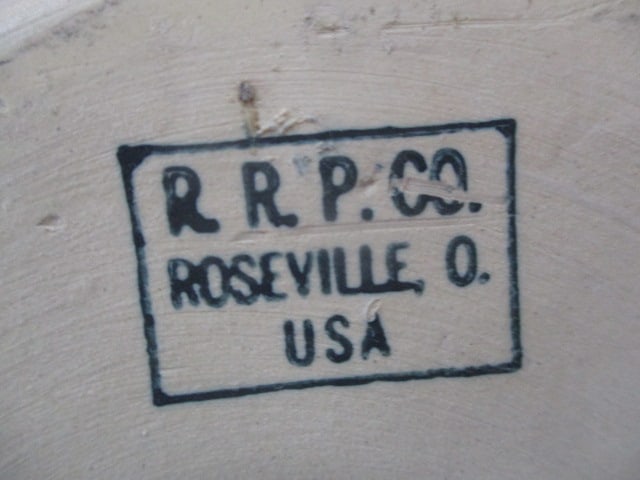 R. R. P. CO.
ROSEVILLE, O.
USA